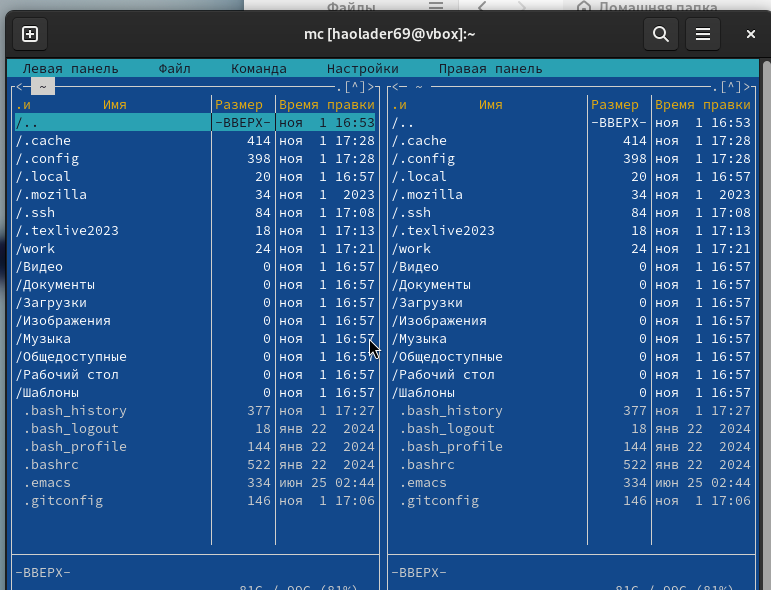 Файлы
Домашняя папка
mc [haolader69@vbox]:~
Левая панель Файл Команда Настройки Правая панель
<─ ~ .[^]> <─ ~ .[^]>
.и Имя Размер Время правки .и Имя Размер Время правки
/.. -ВВЕРХ- ноя 1 16:53 /.. -ВВЕРХ- ноя 1 16:53
/.cache 414 ноя 1 17:28 /.cache 414 ноя 1 17:28
/.config 398 ноя 1 17:28 /.config 398 ноя 1 17:28
/.local 20 ноя 1 16:57 /.local 20 ноя 1 16:57
/.mozilla 34 ноя 1 2023 /.mozilla 34 ноя 1 2023
/.ssh 84 ноя 1 17:08 /.ssh 84 ноя 1 17:08
/.texlive2023 18 ноя 1 17:13 /.texlive2023 18 ноя 1 17:13
/work 24 ноя 1 17:21 /work 24 ноя 1 17:21
/Видео 0 ноя 1 16:57 /Видео 0 ноя 1 16:57
/Документы 0 ноя 1 16:57 /Документы 0 ноя 1 16:57
/Загрузки 0 ноя 1 16:57 /Загрузки 0 ноя 1 16:57
/Изображения 0 ноя 1 16:57 /Изображения 0 ноя 1 16:57
/Музыка 0 ноя 1 16:57 /Музыка 0 ноя 1 16:57
/Общедоступные 0 ноя 1 16:57 /Общедоступные 0 ноя 1 16:57
/Рабочий стол 0 ноя 1 16:57 /Рабочий стол 0 ноя 1 16:57
/Шаблоны 0 ноя 1 16:57 /Шаблоны 0 ноя 1 16:57
.bash_history 377 ноя 1 17:27 .bash_history 377 ноя 1 17:27
.bash_logout 18 янв 22 2024 .bash_logout 18 янв 22 2024
.bash_profile 144 янв 22 2024 .bash_profile 144 янв 22 2024
.bashrc 522 янв 22 2024 .bashrc 522 янв 22 2024
.emacs 334 июн 25 02:44 .emacs 334 июн 25 02:44
.gitconfig 146 ноя 1 17:06 .gitconfig 146 ноя 1 17:06
-ВВЕРХ- -ВВЕРХ-